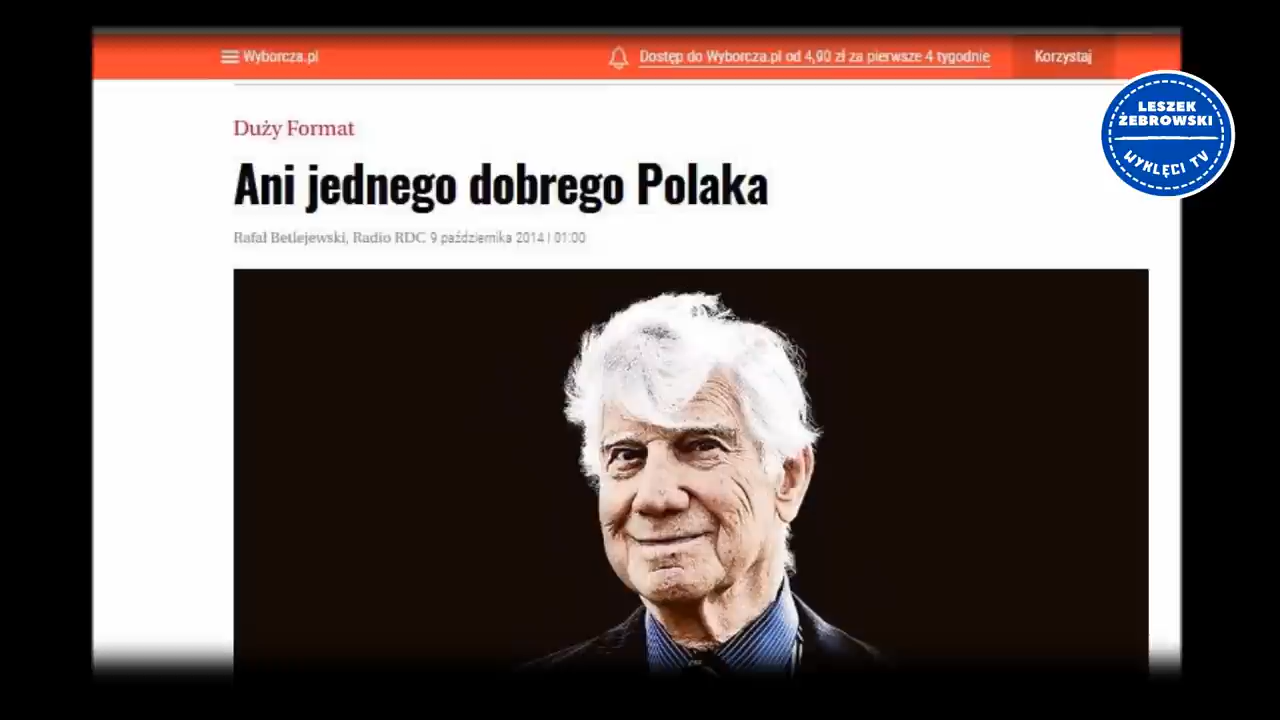 Wyborcza.pl
Dostęp do Wyborcza.pl od 4,90 zł za pierwsze 4 tygodnie
Korzystaj
LESZEK
ŻEBROWSKI
WYKLĘCI TV
Duży Format
Ani jednego dobrego Polaka
Rafał Betlejewski, Radio RDC 9 października 2014 | 01:00